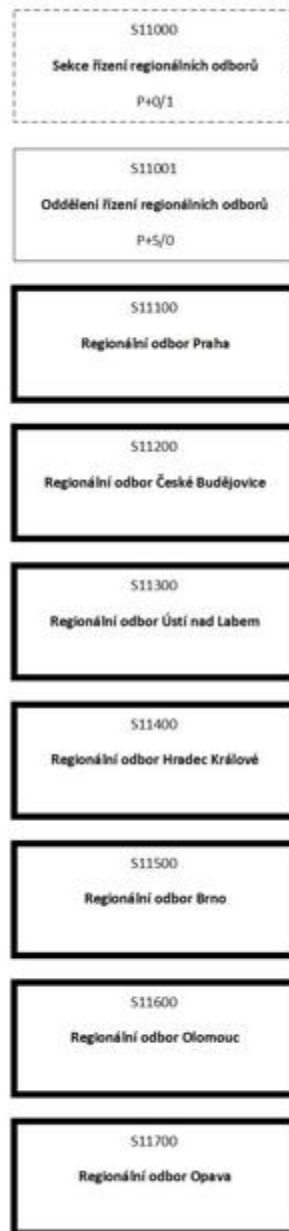 S11000
Sekce řízení regionálních odborů
P+0/1
S11001
Oddělení řízení regionálních odborů
P+5/0
S11100
Regionální odbor Praha
S11200
Regionální odbor České Budějovice
S11300
Regionální odbor Ústí nad Labem
S11400
Regionální odbor Hradec Králové
S11500
Regionální odbor Brno
S11600
Regionální odbor Olomouc
S11700
Regionální odbor Opava